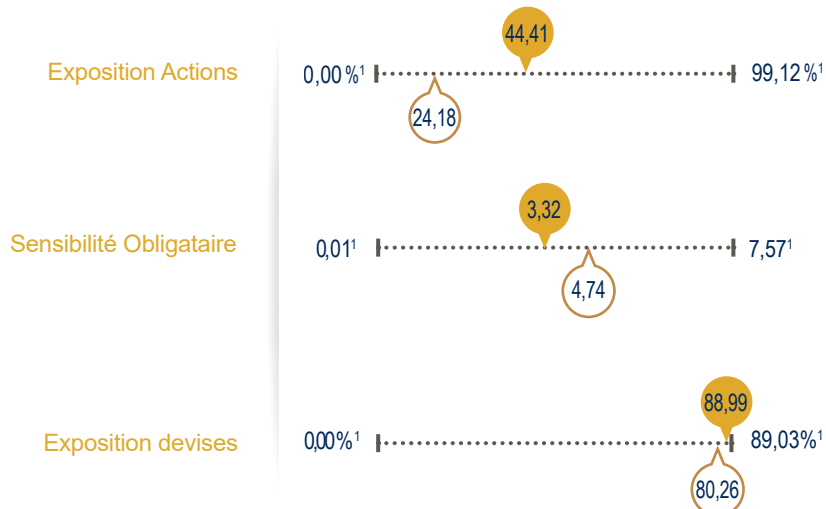 44,41
Exposition Actions 0,00%¹ 99,12%¹
24,18
3,32
Sensibilité Obligataire 0,01¹ 7,57¹
4,74
88,99
Exposition devises 0,00%¹ 89,03%¹
80,26